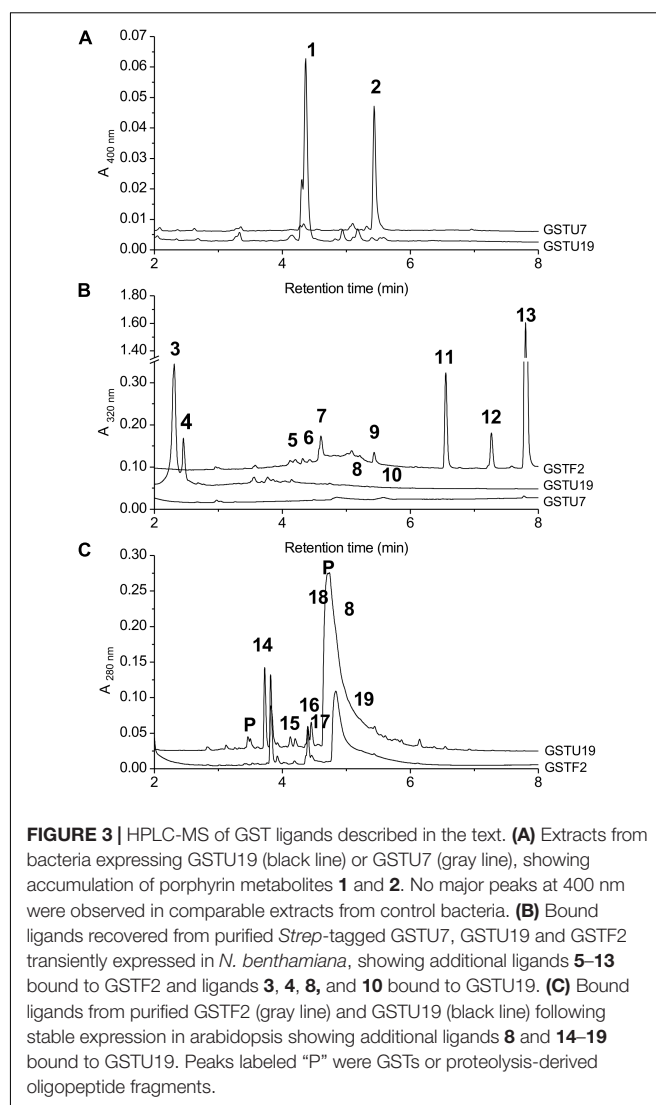 A
0.07
0.06
0.05
0.04
0.03
0.02
0.01
0.00
A 400 nm
1
2
GSTU7
GSTU19
2
4
6
8
Retention time (min)
B
1.80
1.60
1.40
0.30
0.20
0.10
0.00
A 320 nm
3
4
5
6
7
8
9
10
11
12
13
GSTF2
GSTU19
GSTU7
2
4
6
8
Retention time (min)
C
0.30
0.25
0.20
0.15
0.10
0.05
0.00
A 280 nm
P
14
15
16
17
18
P
8
19
GSTU19
GSTF2
2
4
6
8
Retention time (min)
FIGURE 3 | HPLC-MS of GST ligands described in the text. (A) Extracts from
bacteria expressing GSTU19 (black line) or GSTU7 (gray line), showing
accumulation of porphyrin metabolites 1 and 2. No major peaks at 400 nm
were observed in comparable extracts from control bacteria. (B) Bound
ligands recovered from purified Strep-tagged GSTU7, GSTU19 and GSTF2
transiently expressed in N. benthamiana, showing additional ligands 5–13
bound to GSTF2 and ligands 3, 4, 8, and 10 bound to GSTU19. (C) Bound
ligands from purified GSTF2 (gray line) and GSTU19 (black line) following
stable expression in arabidopsis showing additional ligands 8 and 14–19
bound to GSTU19. Peaks labeled “P” were GSTs or proteolysis-derived
oligopeptide fragments.